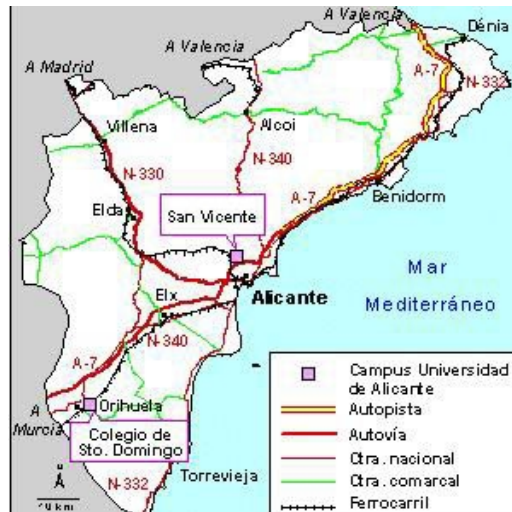 A Valencia
Dénia
A Valencia
A Madrid
A-7
N-332
Villena
Alcoi
N-330
N-340
A-7
Elda
San Vicente
Benidorm
Mar
Mediterráneo
Elx
Alicante
A-7
N-340
A
Murcia
Orihuela
Colegio de
Sto. Domingo
Torrevieja
N-332
Campus Universidad
de Alicante
Autopista
Autovía
Ctra. nacional
Ctra. comarcal
Ferrocarril